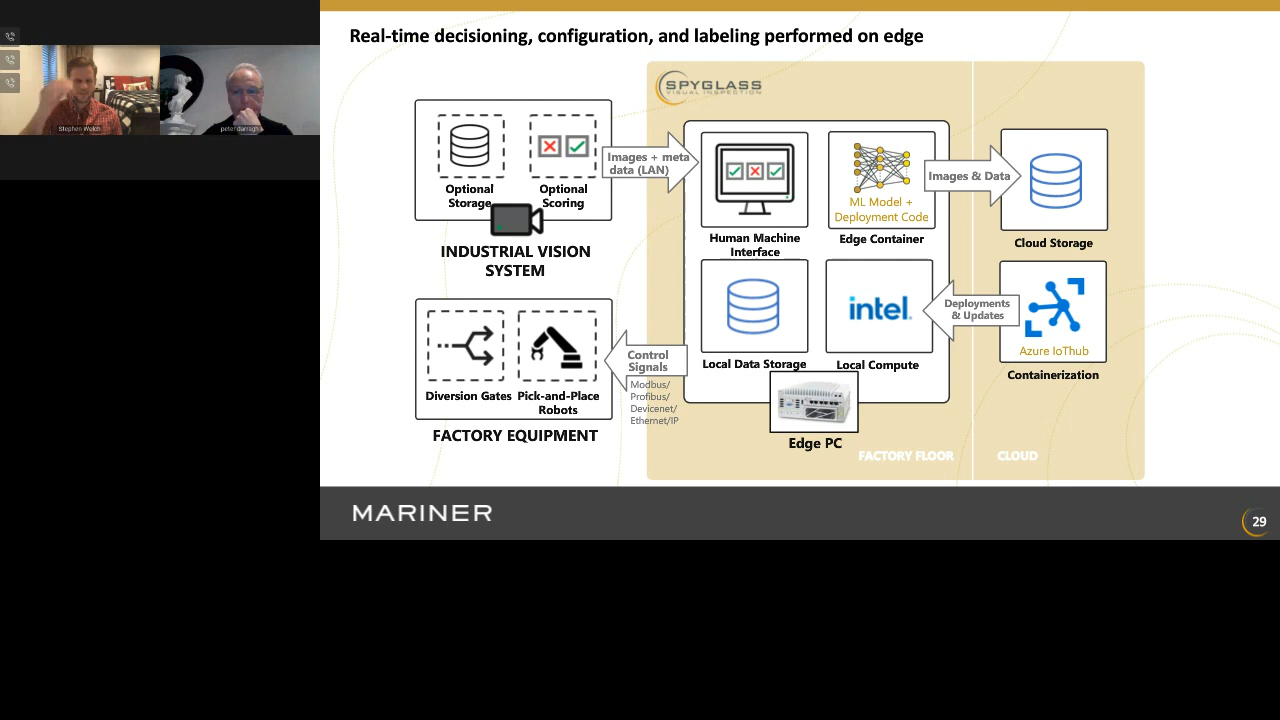 Real-time decisioning, configuration, and labeling performed on edge
Stephen Welch
peter darragh
SPYGLASS
VISUAL INSPECTION
Optional
Storage
Optional
Scoring
INDUSTRIAL VISION
SYSTEM
Images + meta
data (LAN)
Human Machine
Interface
ML Model +
Deployment Code
Edge Container
Images & Data
Cloud Storage
Local Data Storage
intel.
Local Compute
Deployments
& Updates
Azure IoThub
Containerization
Diversion Gates
Pick-and-Place
Robots
FACTORY EQUIPMENT
Control
Signals
Modbus/
Profibus/
Devicenet/
Ethernet/IP
Edge PC
FACTORY FLOOR
CLOUD
MARINER
29